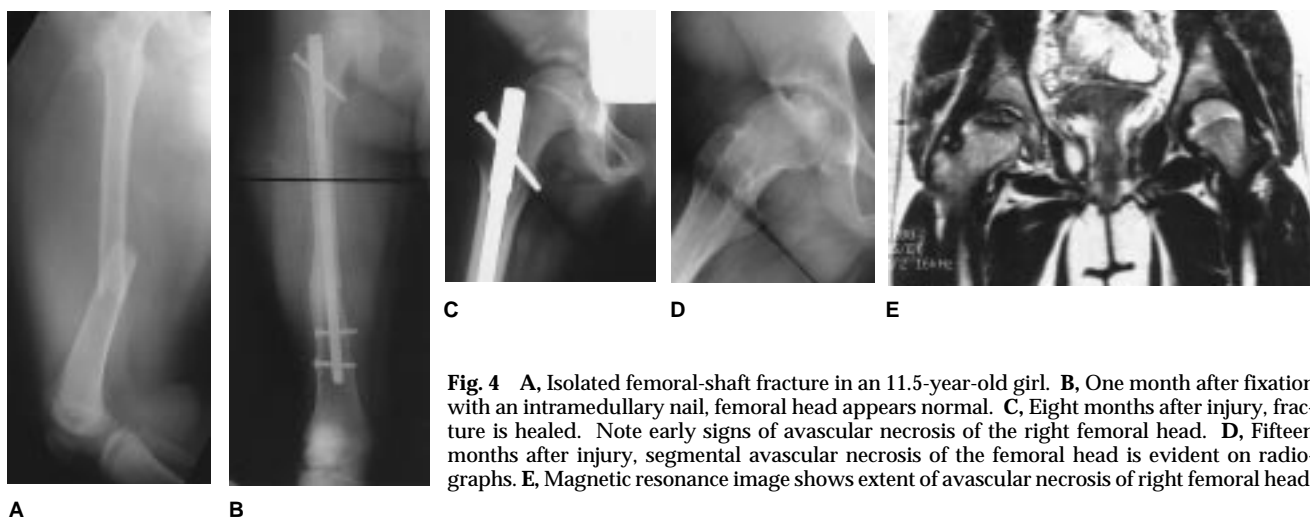 C
D
E
A
B
Fig. 4 A, Isolated femoral-shaft fracture in an 11.5-year-old girl. B, One month after fixation
with an intramedullary nail, femoral head appears normal. C, Eight months after injury, frac-
ture is healed. Note early signs of avascular necrosis of the right femoral head. D, Fifteen
months after injury, segmental avascular necrosis of the femoral head is evident on radio-
graphs. E, Magnetic resonance image shows extent of avascular necrosis of right femoral head.